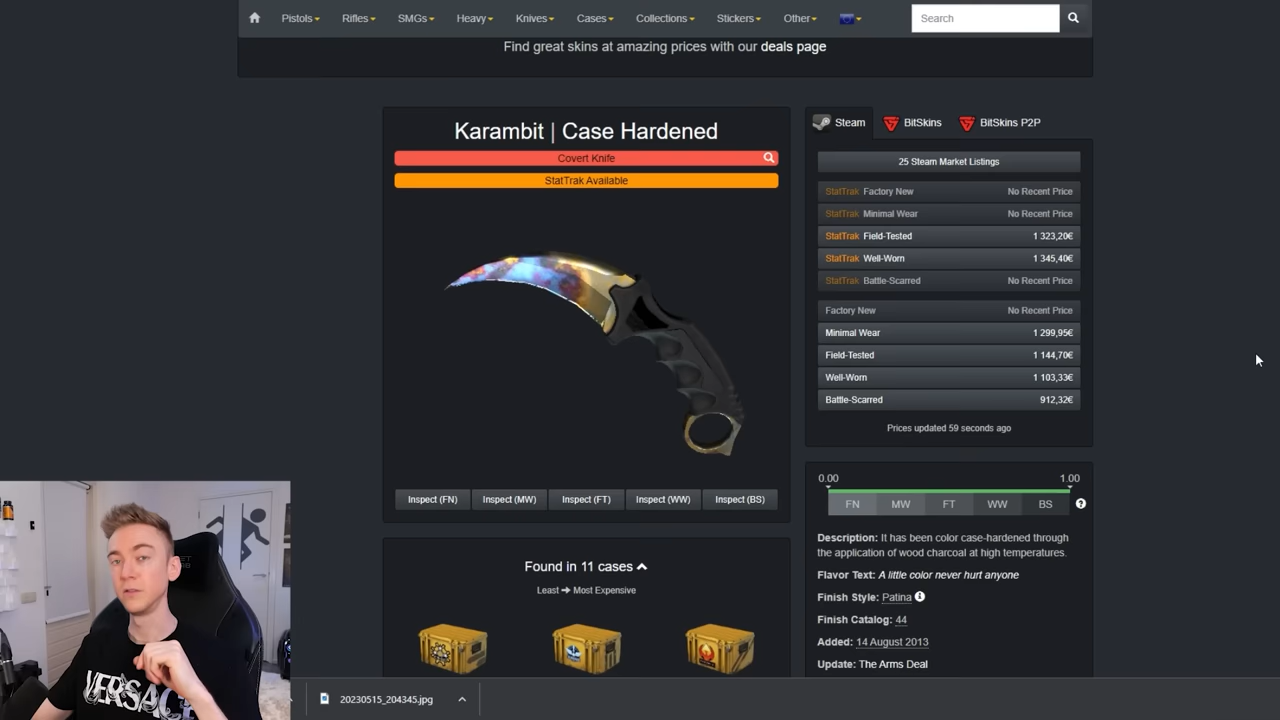 Pistols
Rifles
SMGs
Heavy
Knives
Cases
Collections
Stickers
Other
Search
Find great skins at amazing prices with our deals page
Karambit | Case Hardened
Covert Knife
StatTrak Available
Inspect (FN)
Inspect (MW)
Inspect (FT)
Inspect (WW)
Inspect (BS)
Found in 11 cases
Least ➜ Most Expensive
Steam
BitSkins
BitSkins P2P
25 Steam Market Listings
StatTrak Factory New No Recent Price
StatTrak Minimal Wear No Recent Price
StatTrak Field-Tested 1 323,20€
StatTrak Well-Worn 1 345,40€
StatTrak Battle-Scarred No Recent Price
Factory New No Recent Price
Minimal Wear 1 299,95€
Field-Tested 1 144,70€
Well-Worn 1 103,33€
Battle-Scarred 912,32€
Prices updated 59 seconds ago
0.00 1.00
FN MW FT WW BS
Description: It has been color case-hardened through
the application of wood charcoal at high temperatures.
Flavor Text: A little color never hurt anyone
Finish Style: Patina
Finish Catalog: 44
Added: 14 August 2013
Update: The Arms Deal
VERSACE
20230515_204345.jpg